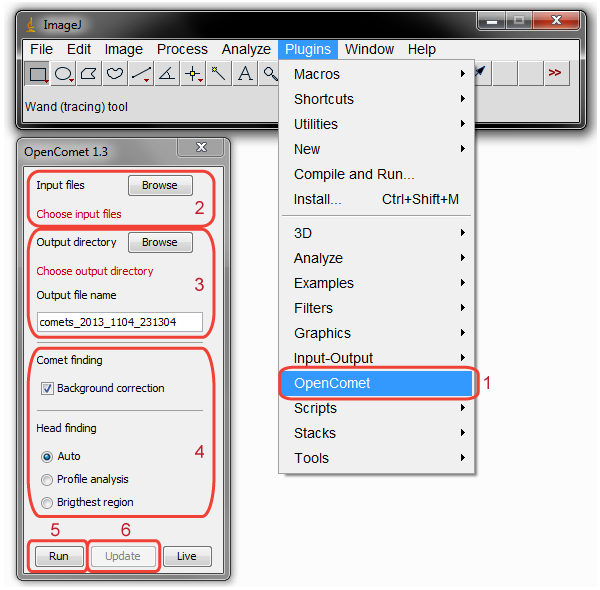 ImageJ
File Edit Image Process Analyze Plugins Window Help
A >>
Wand (tracing) tool
Macros
Shortcuts
Utilities
New
Compile and Run...
Install... Ctrl+Shift+M
3D
Analyze
Examples
Filters
Graphics
Input-Output
OpenComet 1
Scripts
Stacks
Tools
OpenComet 1.3
Input files Browse
Choose input files 2
Output directory Browse
Choose output directory 3
Output file name
comets_2013_1104_231304
Comet finding
Background correction
Head finding
Auto 4
Profile analysis
Brigthest region
5 6
Run Update Live